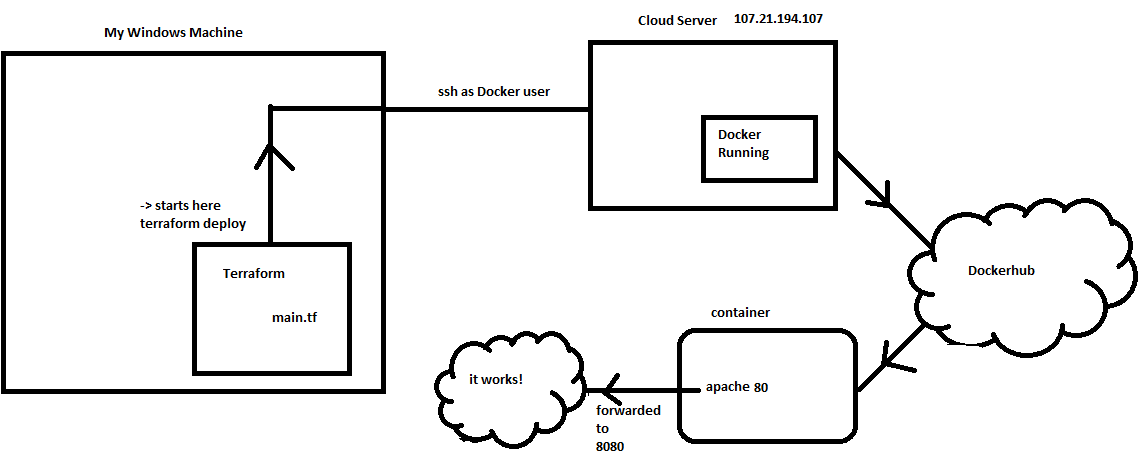 My Windows Machine
Cloud Server 107.21.194.107
ssh as Docker user
Docker
Running
-> starts here
terraform deploy
Terraform
main.tf
Dockerhub
container
apache 80
it works!
forwarded
to
8080